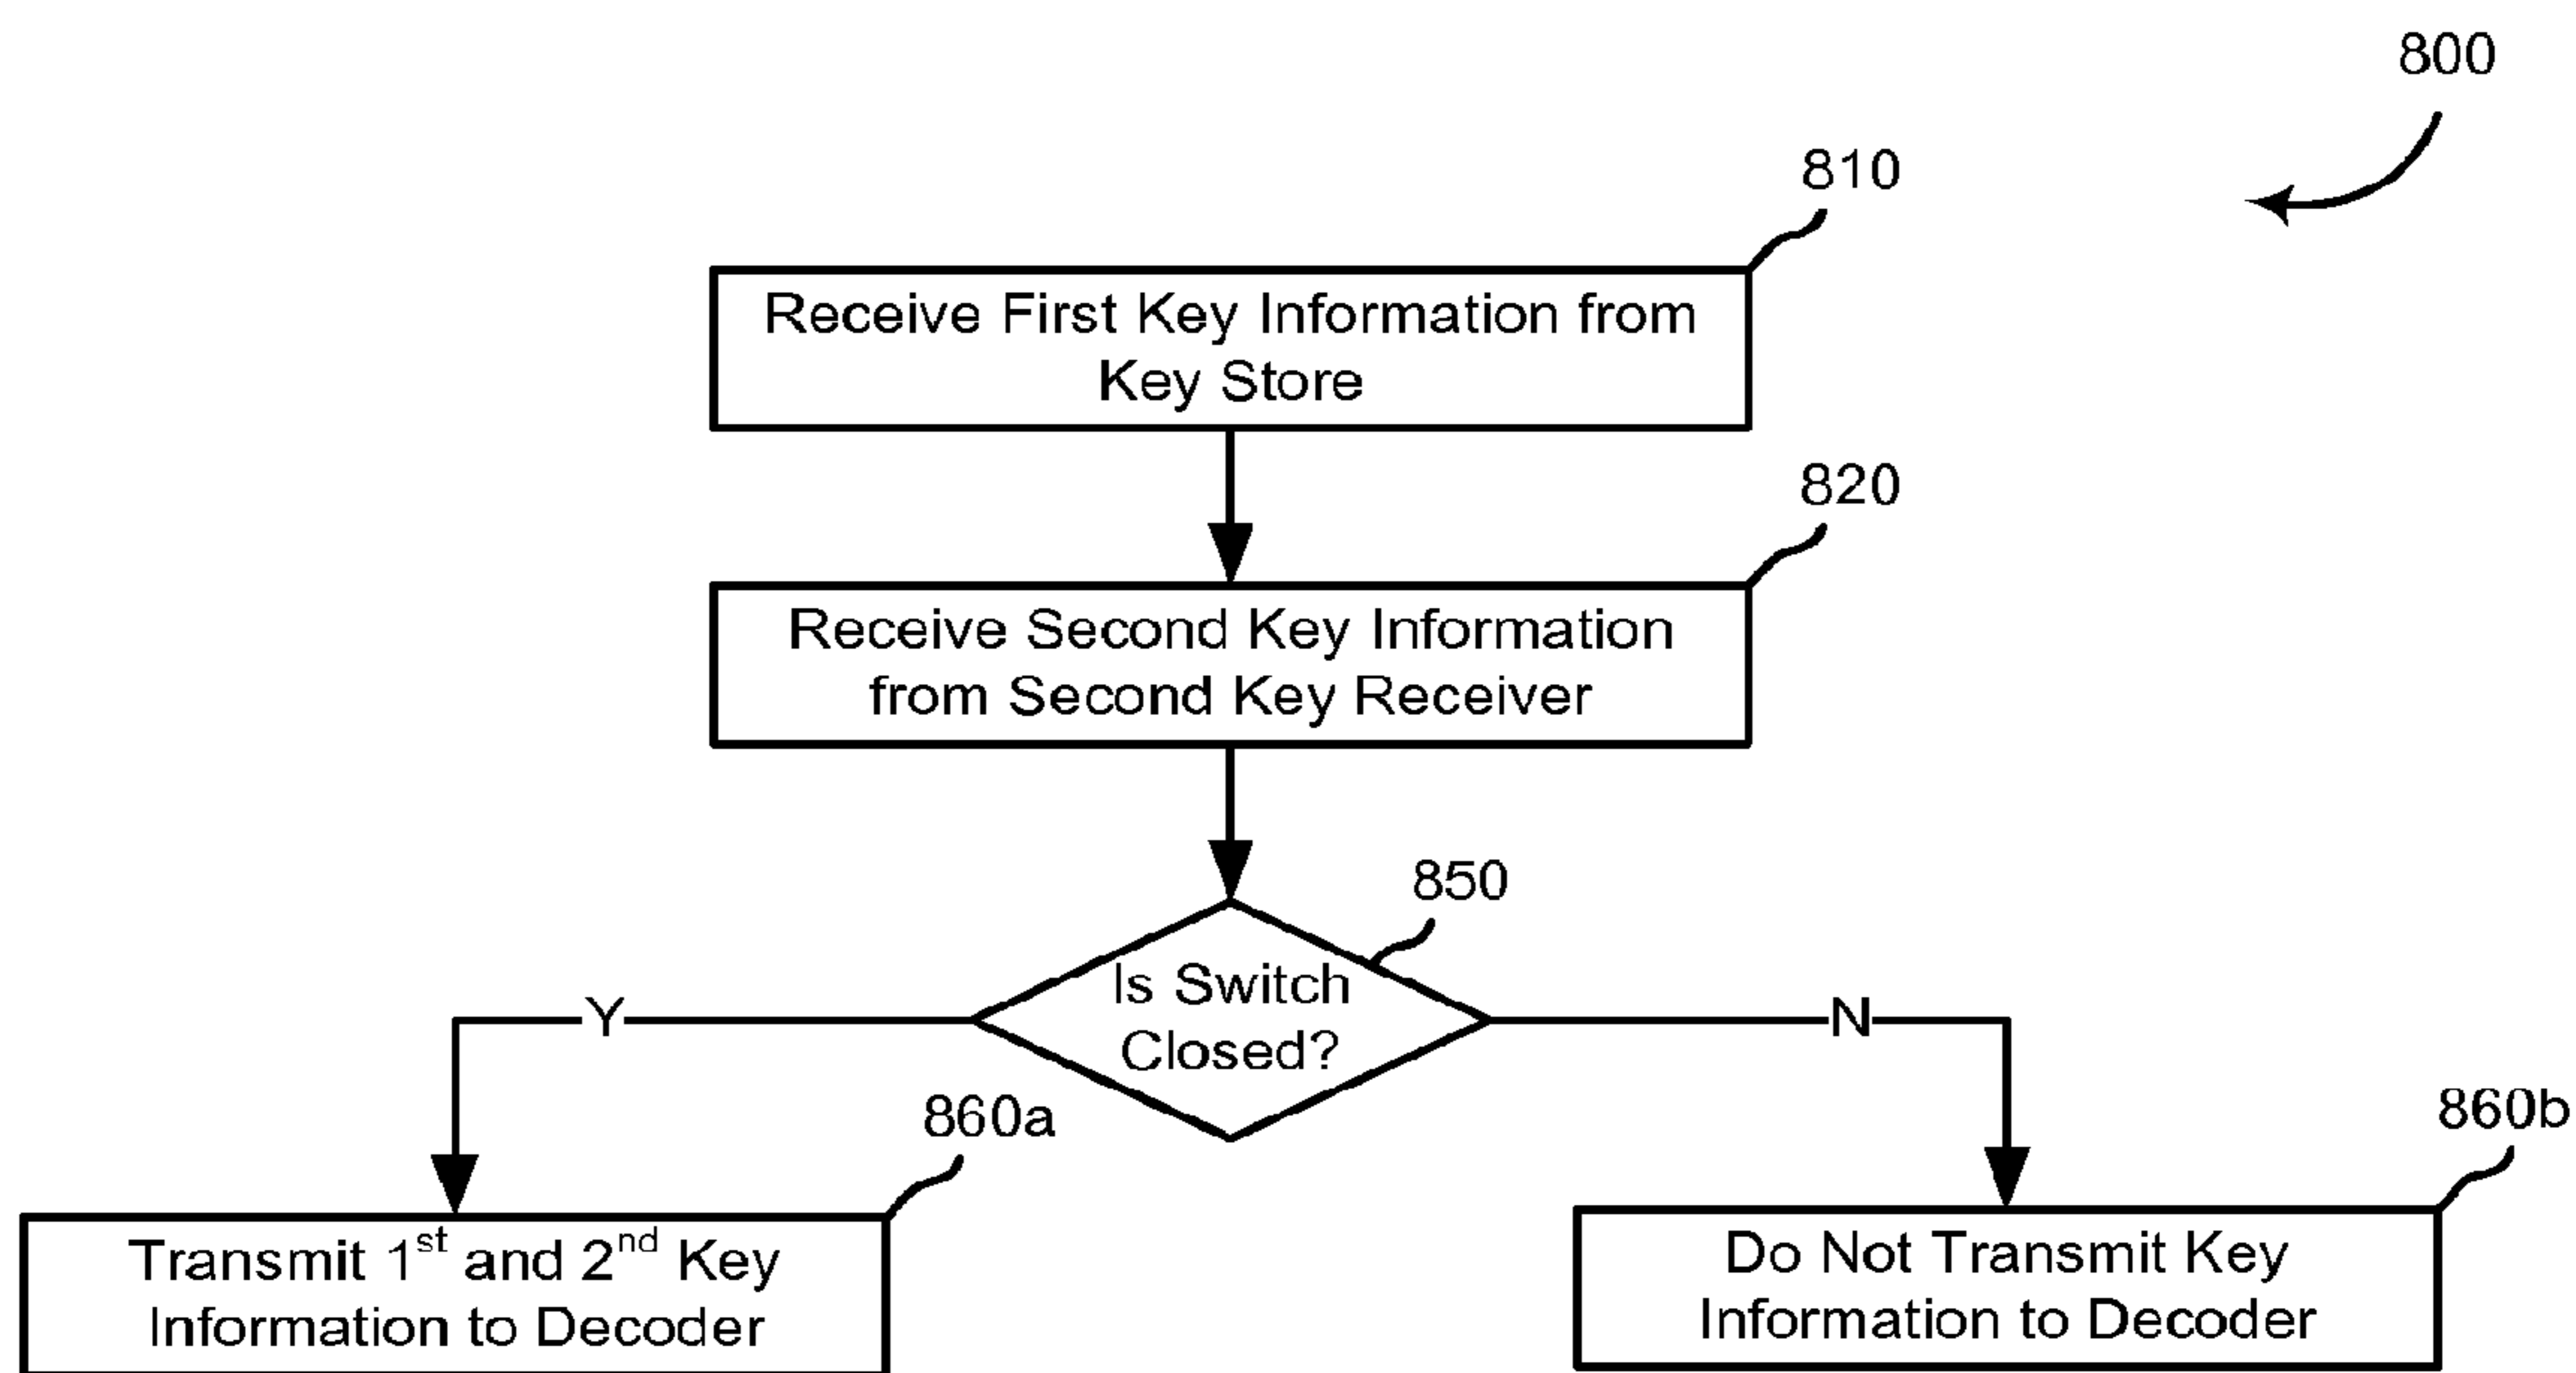 800
810
Receive First Key Information from
Key Store
820
Receive Second Key Information
from Second Key Receiver
850
Is Switch
Closed?
Y
N
860a
860b
Transmit 1st and 2nd Key
Information to Decoder
Do Not Transmit Key
Information to Decoder